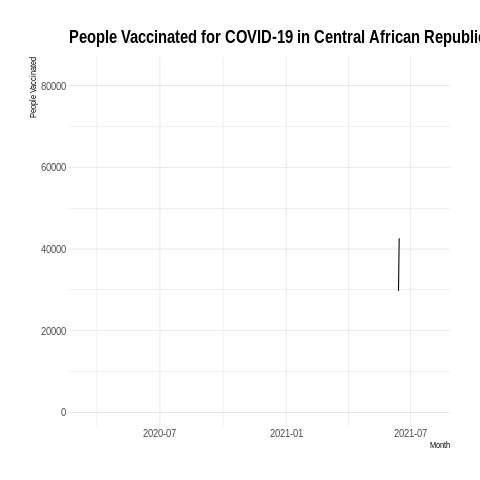 People Vaccinated for COVID-19 in Central African Republi
People Vaccinated
80000
60000
40000
20000
0
2020-07 2021-01 2021-07
Month